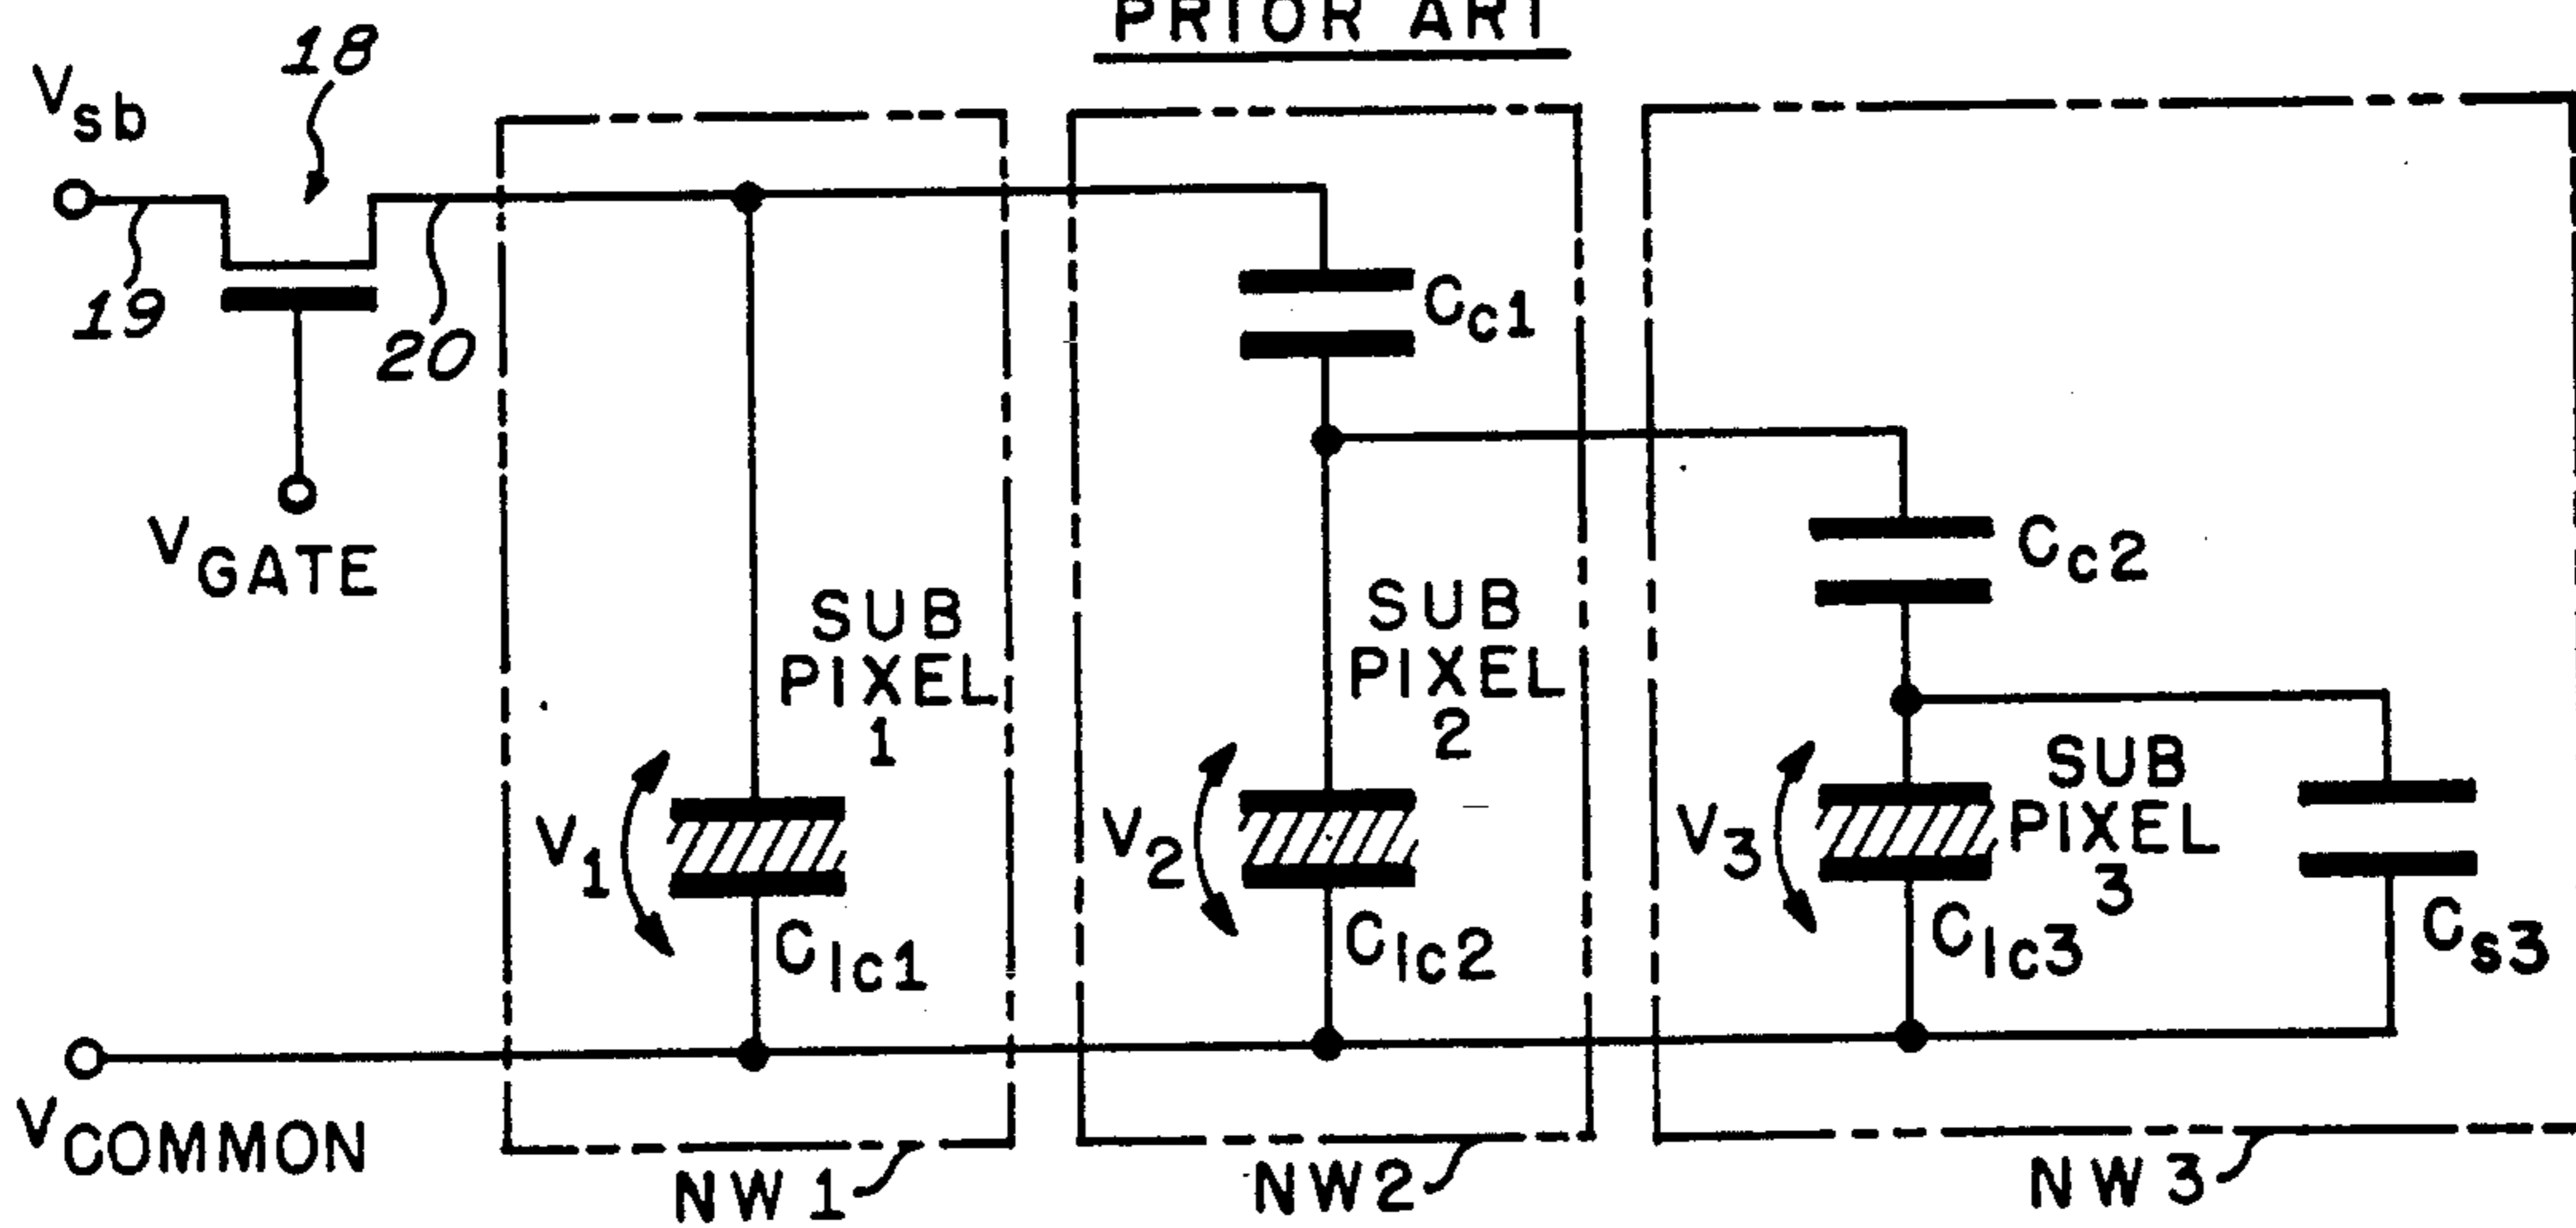 PRIOR ART
18
Vsb
19
20
VGATE
Cc1
Cc2
SUB
PIXEL
1
SUB
PIXEL
2
SUB
PIXEL
3
V1
V2
V3
Clc1
Clc2
Clc3
Cs3
VCOMMON
NW1
NW2
NW3